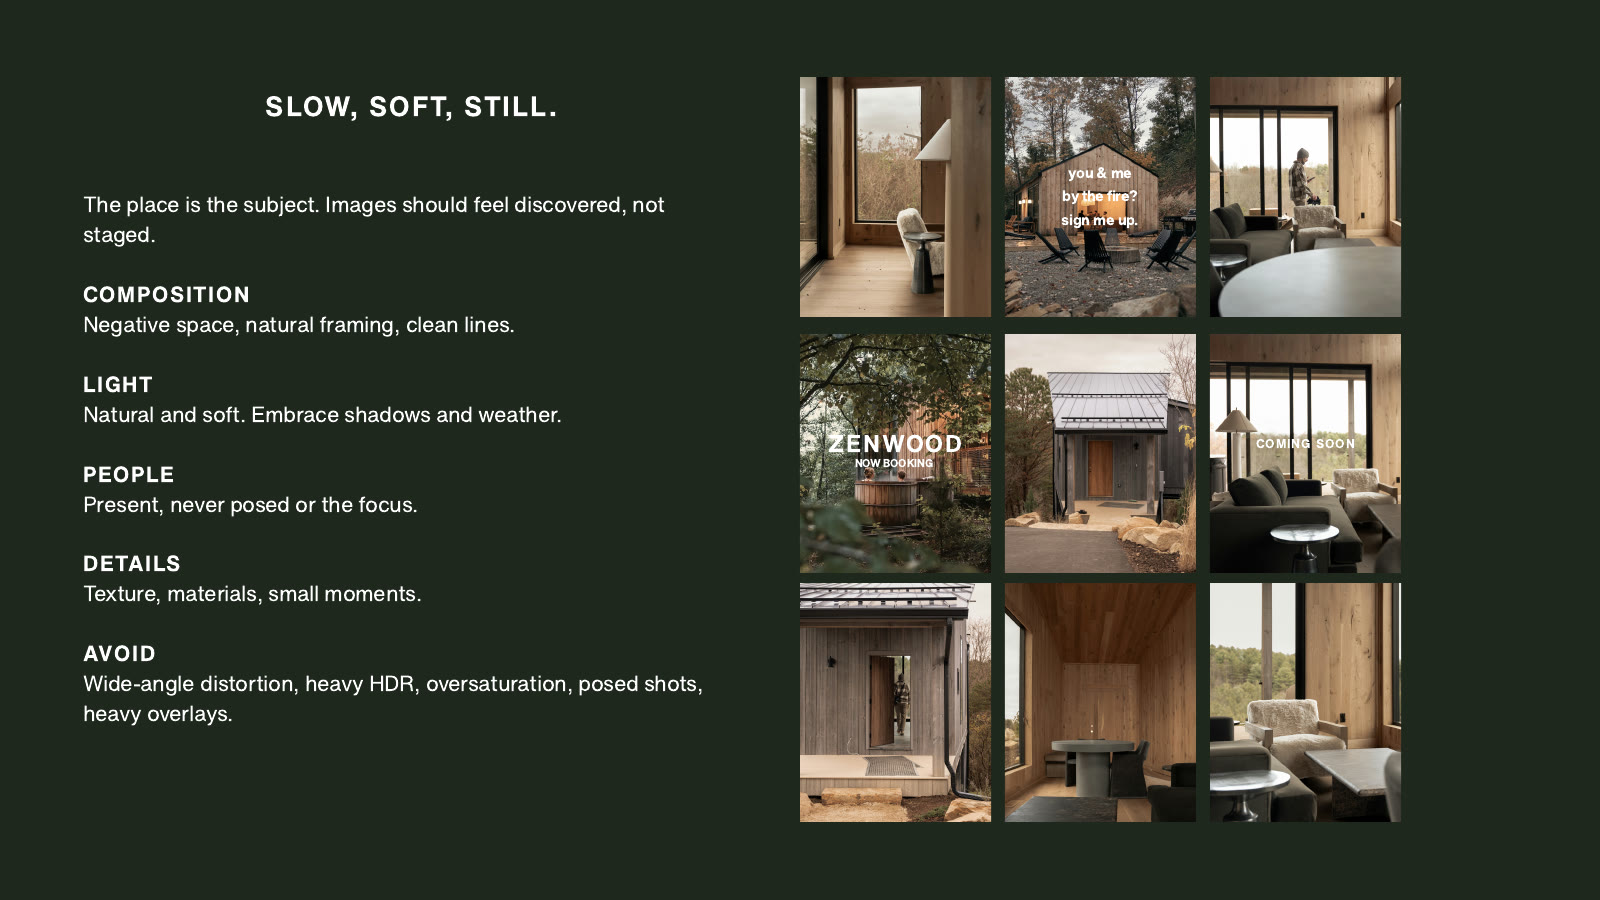 SLOW, SOFT, STILL.
The place is the subject. Images should feel discovered, not
staged.
COMPOSITION
Negative space, natural framing, clean lines.
LIGHT
Natural and soft. Embrace shadows and weather.
PEOPLE
Present, never posed or the focus.
DETAILS
Texture, materials, small moments.
AVOID
Wide-angle distortion, heavy HDR, oversaturation, posed shots,
heavy overlays.
you & me
by the fire?
sign me up.
ZENWOOD
NOW BOOKING
COMING SOON